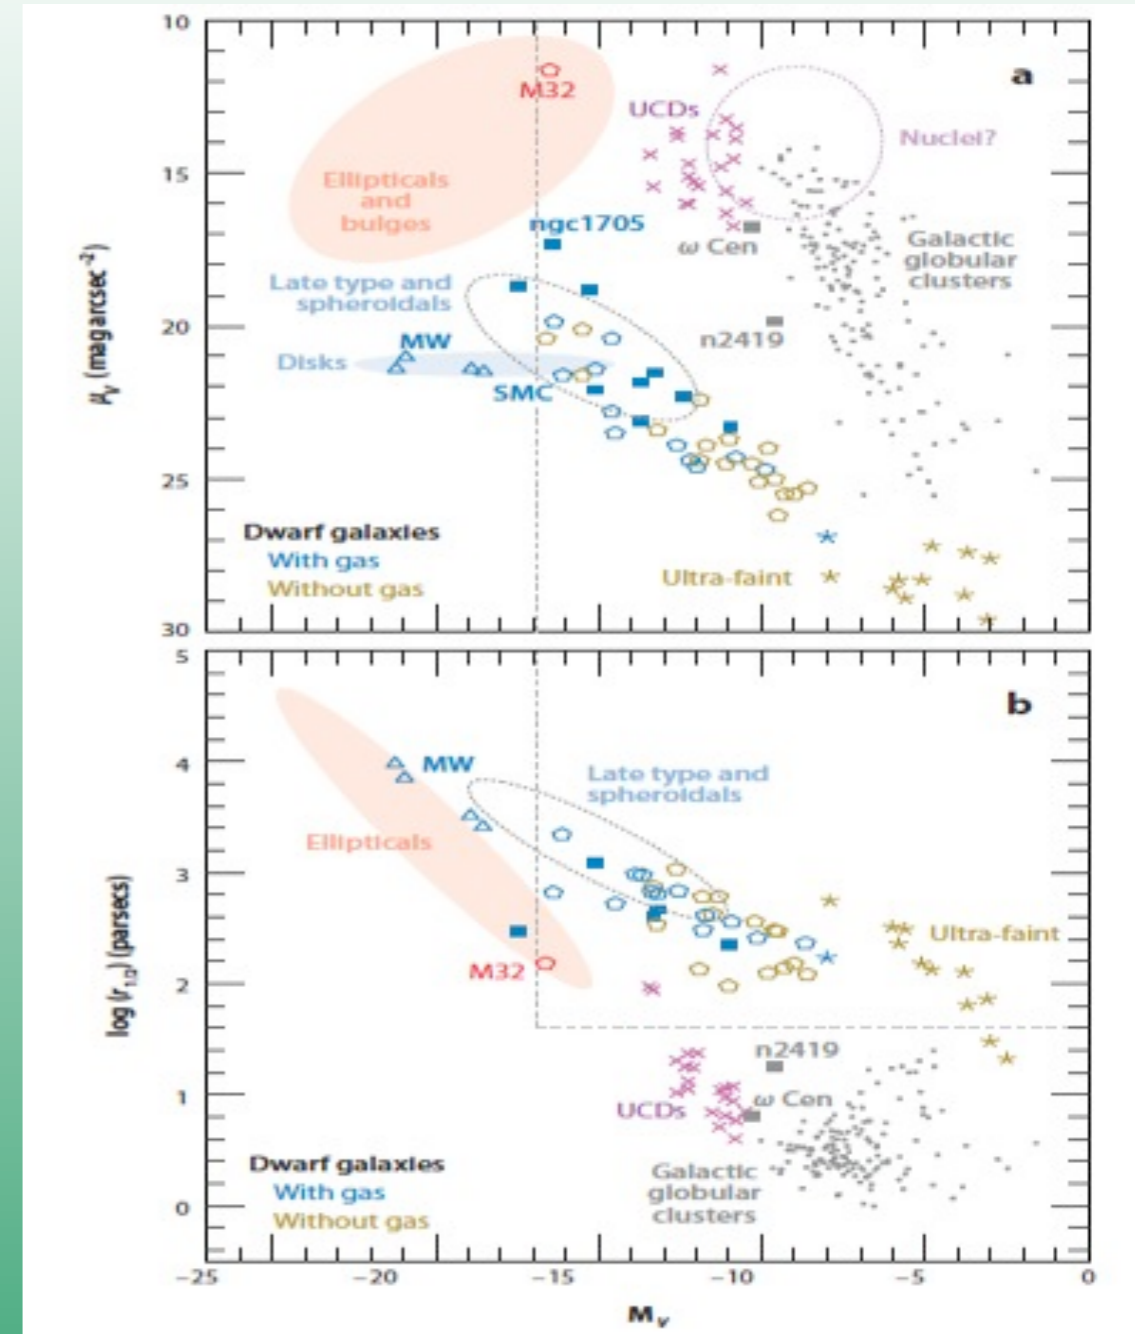 10
a
M32
UCDs
Nuclei?
15
Ellipticals
and
bulges
ngc1705
ω Cen
Galactic
globular
clusters
Late type and
spheroidals
20
MW
n2419
Disks
SMC
μV (magarcsec⁻²)
25
Dwarf galaxies
With gas
Without gas
Ultra-faint
30
5
b
4
MW
Late type and
spheroidals
Ellipticals
3
Ultra-faint
M32
2
log (r1/2) (parsecs)
n2419
1
UCDs
ω Cen
Dwarf galaxies
With gas
Without gas
Galactic
globular
clusters
0
−25 −20 −15 −10 −5 0
Mv